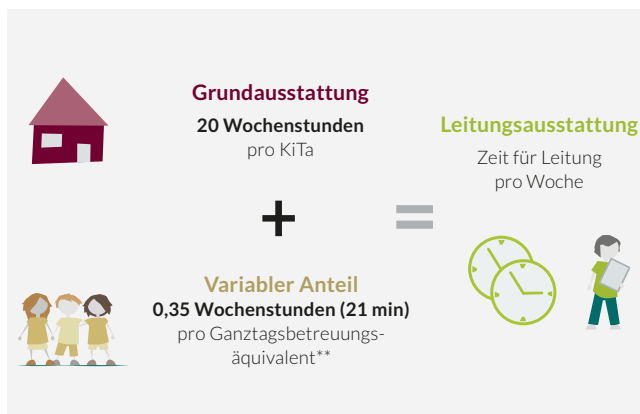 Grundausstattung
20 Wochenstunden
pro KiTa
+
Variabler Anteil
0,35 Wochenstunden (21 min)
pro Ganztagsbetreuungs-
äquivalent**
=
Leitungsausstattung
Zeit für Leitung
pro Woche